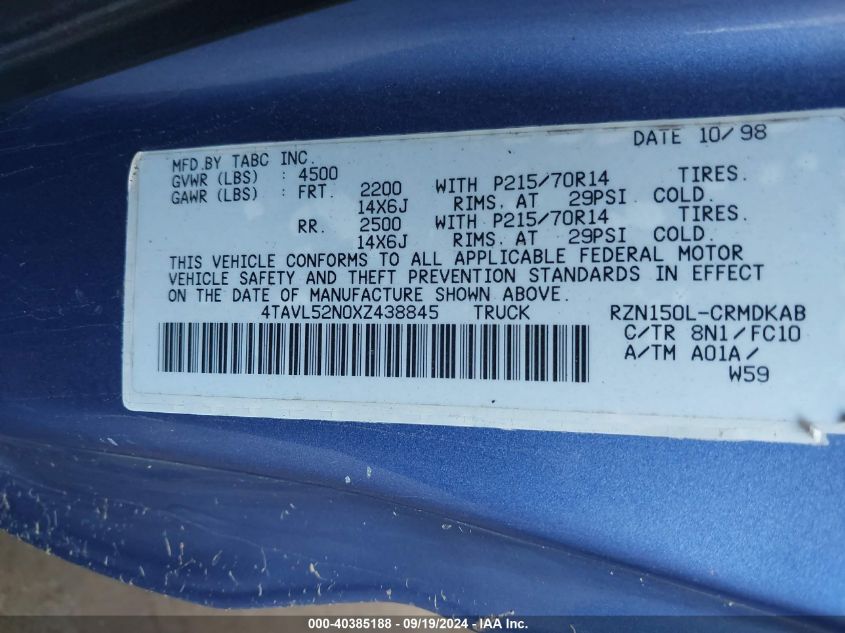 DATE 10/98
MFD.BY TABC INC.
GVWR (LBS) : 4500
GAWR (LBS) : FRT. 2200 WITH P215/70R14 TIRES.
14X6J RIMS. AT 29PSI COLD.
RR. 2500 WITH P215/70R14 TIRES.
14X6J RIMS. AT 29PSI COLD.
THIS VEHICLE CONFORMS TO ALL APPLICABLE FEDERAL MOTOR
VEHICLE SAFETY AND THEFT PREVENTION STANDARDS IN EFFECT
ON THE DATE OF MANUFACTURE SHOWN ABOVE.
4TAVL52N0XZ438845 TRUCK RZN150L-CRMDKAB
C/TR 8N1/FC10
A/TM A01A/
W59
000-40385188 - 09/19/2024 - IAA Inc.